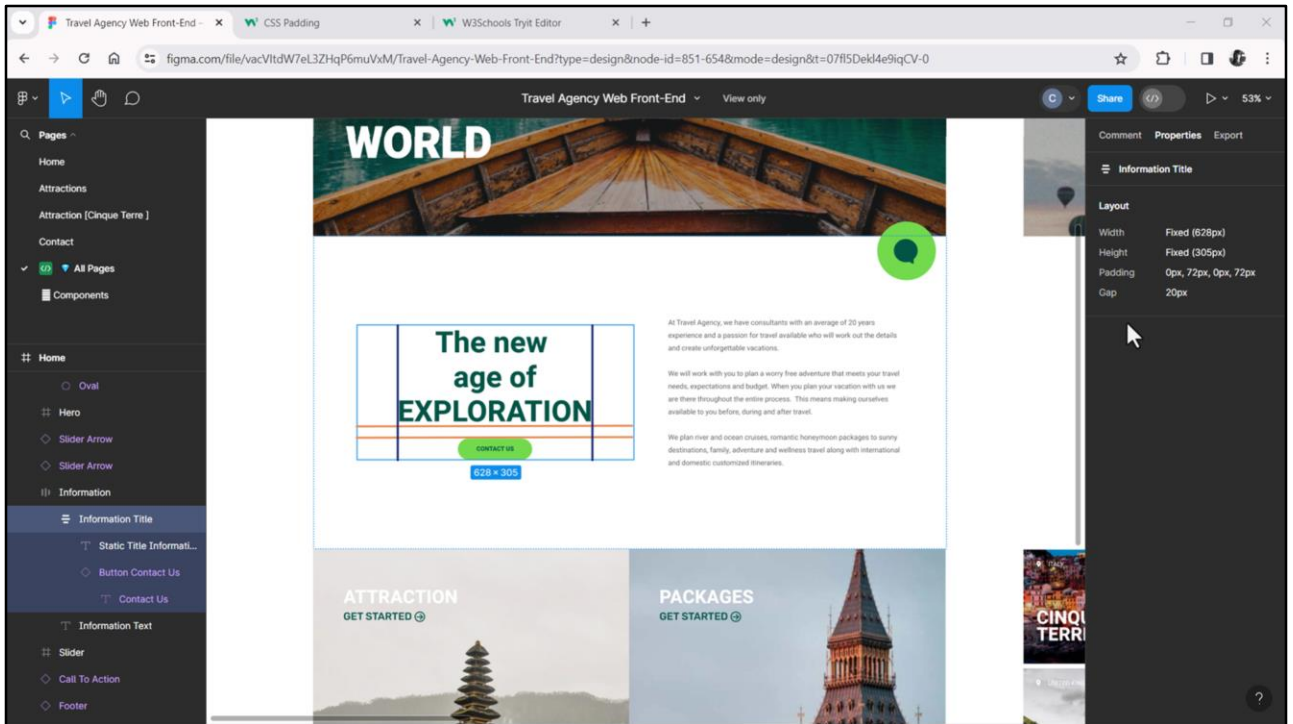 Travel Agency Web Front-End -
CSS Padding
W3Schools Tryit Editor
figma.com/file/vacVItdW7eL3ZHqP6muVxM/Travel-Agency-Web-Front-End?type=design&node-id=851-654&mode=design&t=07fl5Dekl4e9iqCV-0
Travel Agency Web Front-End
View only
C
Share
53%
Pages
Home
Attractions
Attraction [Cinque Terre ]
Contact
All Pages
Components
Home
Oval
Hero
Slider Arrow
Slider Arrow
Information
Information Title
Static Title Informati...
Button Contact Us
Contact Us
Information Text
Slider
Call To Action
Footer
WORLD
The new
age of
EXPLORATION
CONTACT US
628 × 305
At Travel Agency, we have consultants with an average of 20 years
experience and a passion for travel available who will work out the details
and create unforgettable vacations.
We will work with you to plan a worry free adventure that meets your travel
needs, expectations and budget. When you plan your vacation with us we
are there throughout the entire process. This means making ourselves
available to you before, during and after travel.
We plan river and ocean cruises, romantic honeymoon packages to sunny
destinations, family, adventure and wellness travel along with international
and domestic customized itineraries.
ATTRACTION
GET STARTED
PACKAGES
GET STARTED
ITALY
CINQU
TERRE
Comment Properties Export
Information Title
Layout
Width Fixed (628px)
Height Fixed (305px)
Padding 0px, 72px, 0px, 72px
Gap 20px
?